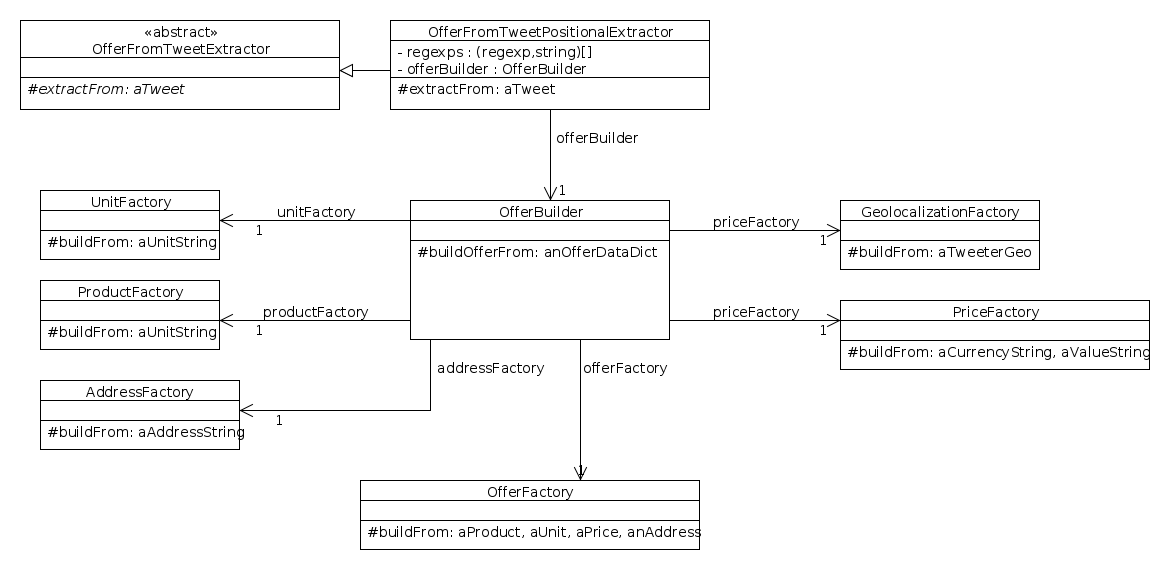 «abstract»
OfferFromTweetExtractor
#extractFrom: aTweet
OfferFromTweetPositionalExtractor
- regexps : (regexp,string)[]
- offerBuilder : OfferBuilder
#extractFrom: aTweet
offerBuilder
1
UnitFactory
#buildFrom: aUnitString
unitFactory
1
OfferBuilder
#buildOfferFrom: anOfferDataDict
priceFactory
1
GeolocalizationFactory
#buildFrom: aTweeterGeo
ProductFactory
#buildFrom: aUnitString
productFactory
1
priceFactory
1
PriceFactory
#buildFrom: aCurrencyString, aValueString
AddressFactory
#buildFrom: aAddressString
addressFactory
1
offerFactory
1
OfferFactory
#buildFrom: aProduct, aUnit, aPrice, anAddress